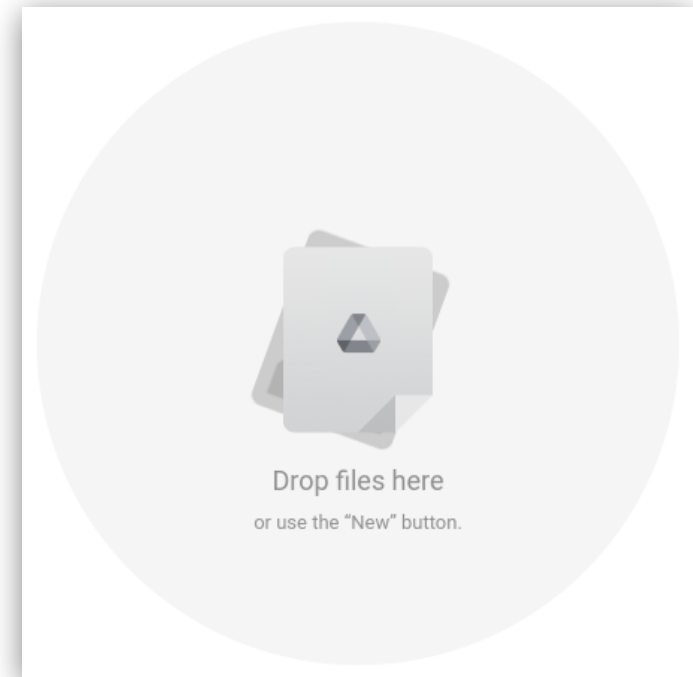 Drop files here
or use the “New” button.